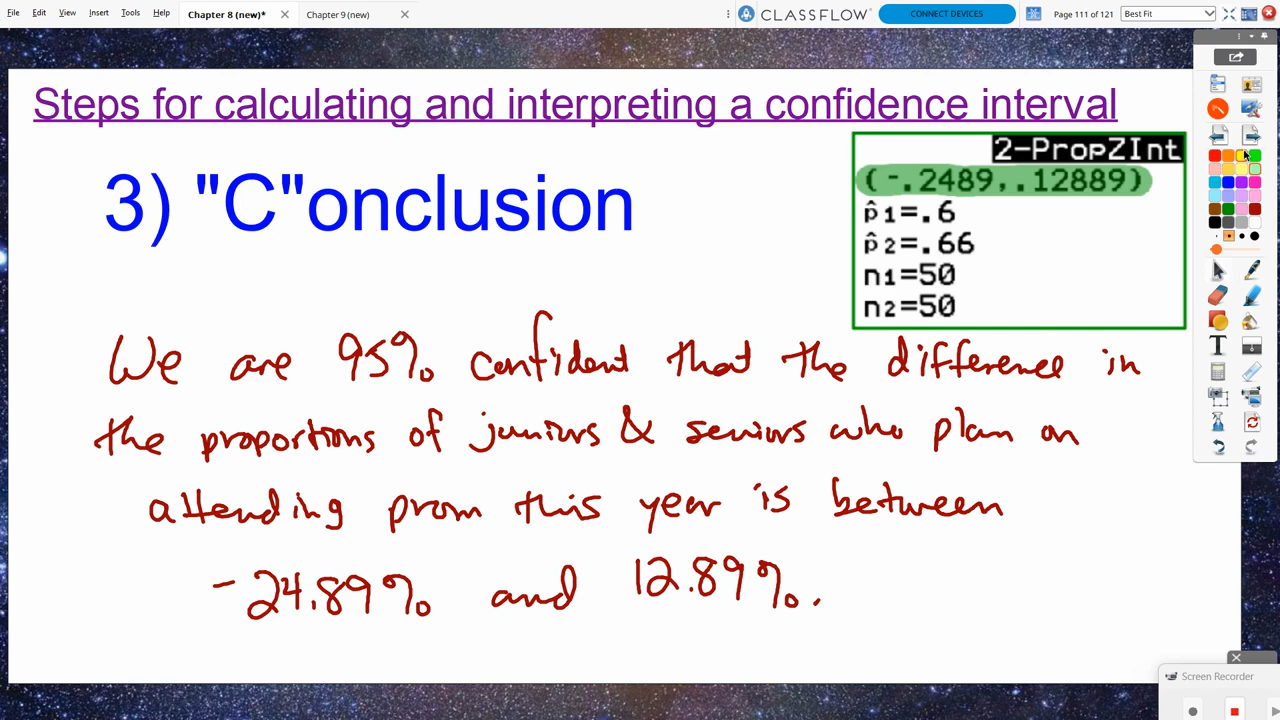 File Edit View Insert Tools Help Chapter 8 (new)* Chapter 9 (new) CLASSFLOW CONNECT DEVICES Page 111 of 121 Best Fit
Steps for calculating and interpreting a confidence interval
3) "C"onclusion
2-PropZInt
(-.2489,.12889)
p̂1=.6
p̂2=.66
n1=50
n2=50
We are 95% confident that the difference in
the proportions of juniors & seniors who plan on
attending prom this year is between
-24.89% and 12.89%.
Screen Recorder